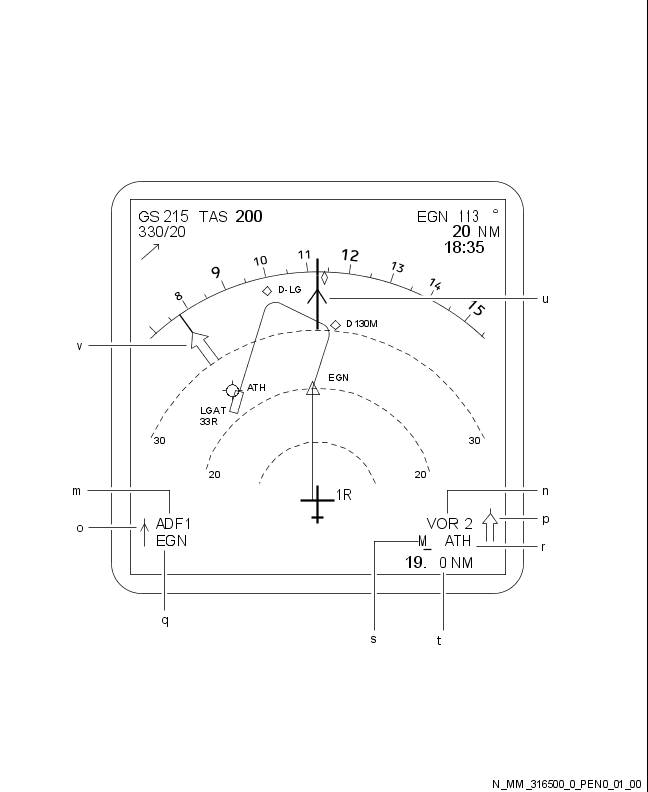 GS 215 TAS 200
EGN 113 °
330/20
20 NM
18:35
8 9 10 11 12 13 14 15
D-LG
u
D130M
v
EGN
ATH
LGAT
33R
30 30
20 20
m
1R
n
o
ADF1
VOR 2
p
EGN
M ATH
r
19. 0 NM
q
s
t
N_MM_316500_0_PEN0_01_00